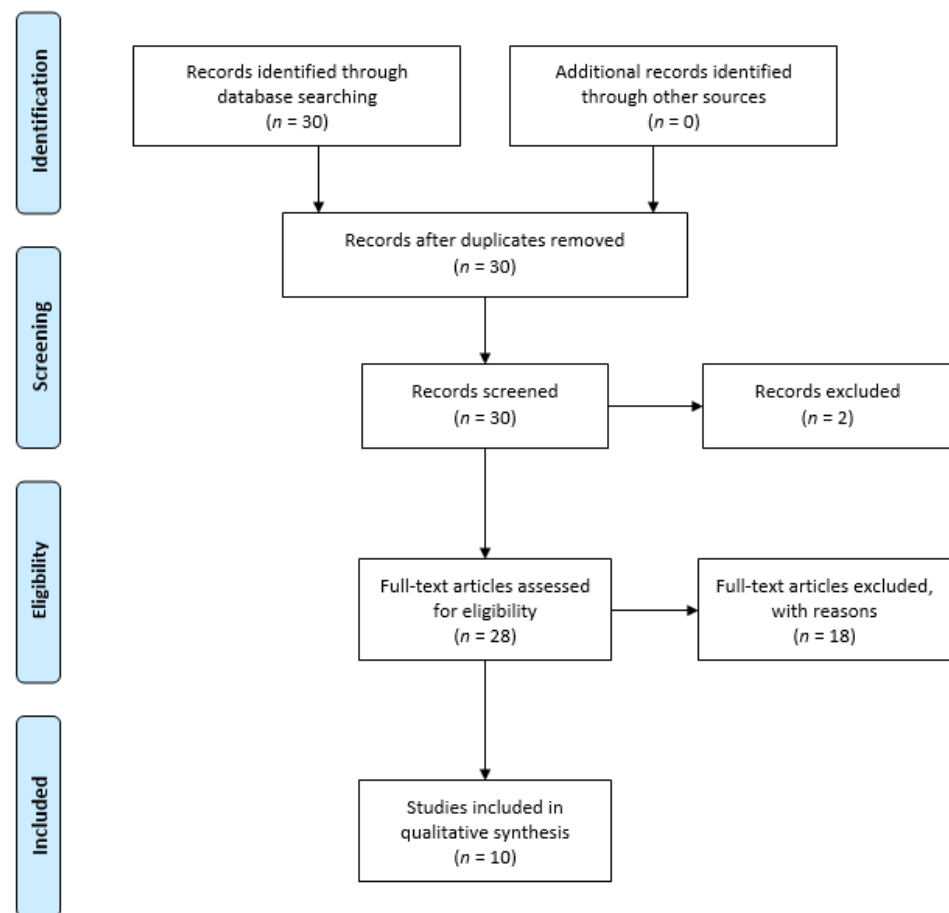 Identification
Records identified through
database searching
(n = 30)
Additional records identified
through other sources
(n = 0)
Records after duplicates removed
(n = 30)
Screening
Records screened
(n = 30)
Records excluded
(n = 2)
Eligibility
Full-text articles assessed
for eligibility
(n = 28)
Full-text articles excluded,
with reasons
(n = 18)
Included
Studies included in
qualitative synthesis
(n = 10)